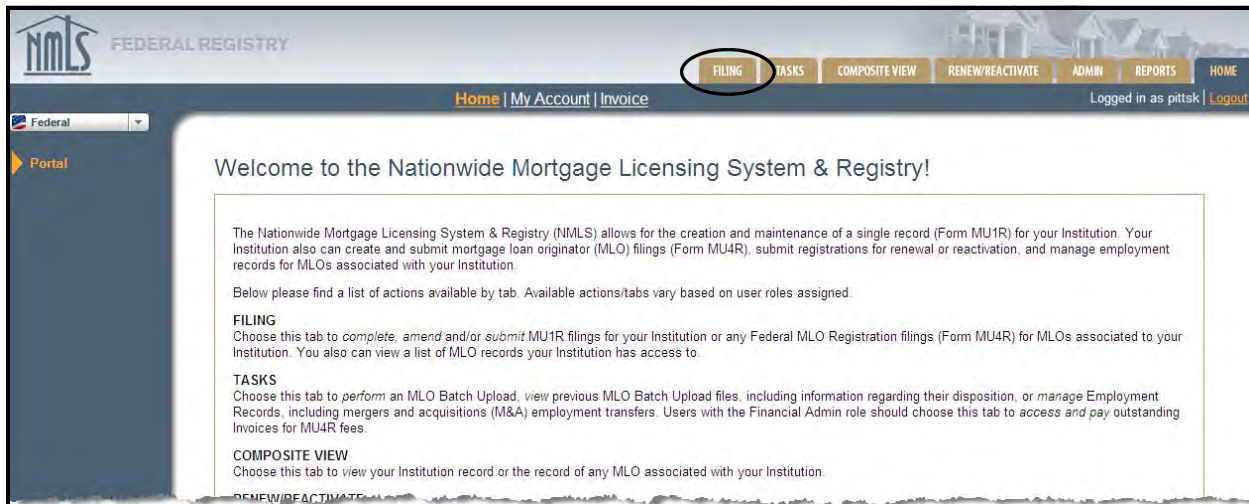 NMLS FEDERAL REGISTRY
FILING TASKS COMPOSITE VIEW RENEW/REACTIVATE ADMIN REPORTS HOME
Home | My Account | Invoice Logged in as pittsk | Logout
Federal
Portal
Welcome to the Nationwide Mortgage Licensing System & Registry!
The Nationwide Mortgage Licensing System & Registry (NMLS) allows for the creation and maintenance of a single record (Form MU1R) for your Institution. Your
Institution also can create and submit mortgage loan originator (MLO) filings (Form MU4R), submit registrations for renewal or reactivation, and manage employment
records for MLOs associated with your Institution.
Below please find a list of actions available by tab. Available actions/tabs vary based on user roles assigned.
FILING
Choose this tab to complete, amend and/or submit MU1R filings for your Institution or any Federal MLO Registration filings (Form MU4R) for MLOs associated to your
Institution. You also can view a list of MLO records your Institution has access to.
TASKS
Choose this tab to perform an MLO Batch Upload, view previous MLO Batch Upload files, including information regarding their disposition, or manage Employment
Records, including mergers and acquisitions (M&A) employment transfers. Users with the Financial Admin role should choose this tab to access and pay outstanding
Invoices for MU4R fees.
COMPOSITE VIEW
Choose this tab to view your Institution record or the record of any MLO associated with your Institution.
RENEW/REACTIVATE